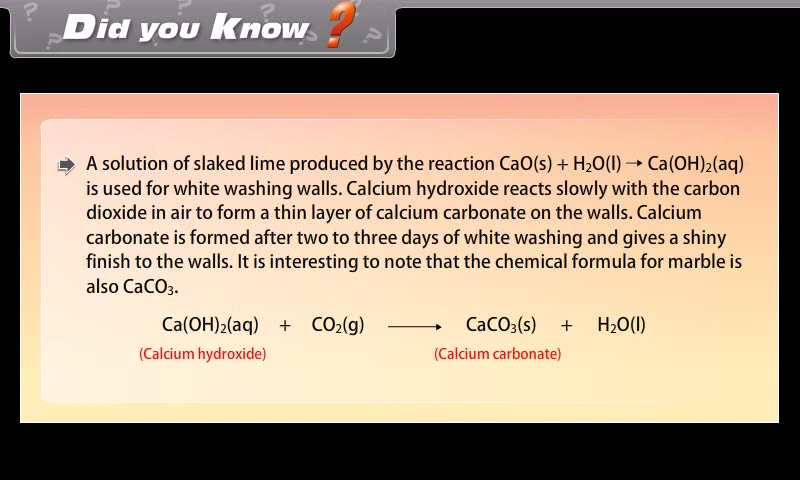 Did you Know ?
A solution of slaked lime produced by the reaction CaO(s) + H₂O(l) → Ca(OH)₂(aq)
is used for white washing walls. Calcium hydroxide reacts slowly with the carbon
dioxide in air to form a thin layer of calcium carbonate on the walls. Calcium
carbonate is formed after two to three days of white washing and gives a shiny
finish to the walls. It is interesting to note that the chemical formula for marble is
also CaCO₃.
Ca(OH)₂(aq) + CO₂(g) → CaCO₃(s) + H₂O(l)
(Calcium hydroxide) (Calcium carbonate)